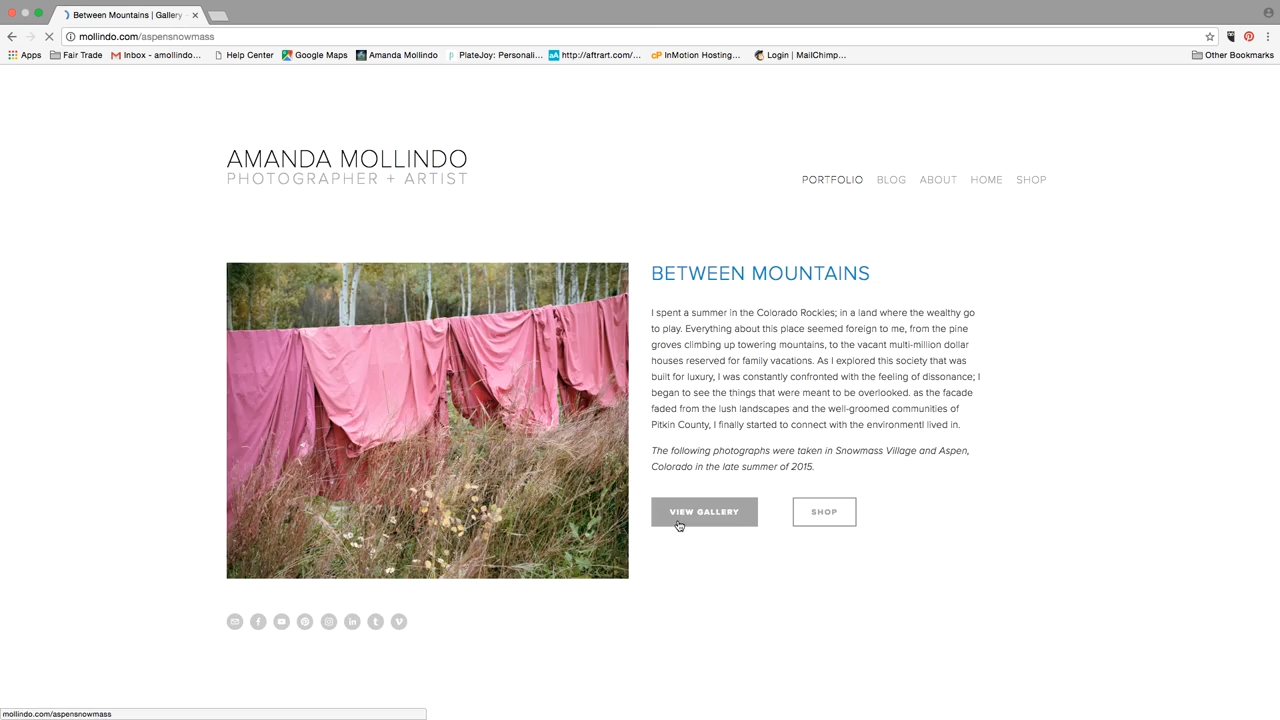 Between Mountains | Gallery
mollindo.com/aspensnowmass
Apps Fair Trade Inbox - amollindo... Help Center Google Maps Amanda Mollindo PlateJoy: Personali... http://aftrart.com/... InMotion Hosting... Login | MailChimp... Other Bookmarks
AMANDA MOLLINDO
PHOTOGRAPHER + ARTIST
PORTFOLIO BLOG ABOUT HOME SHOP
BETWEEN MOUNTAINS
I spent a summer in the Colorado Rockies; in a land where the wealthy go
to play. Everything about this place seemed foreign to me, from the pine
groves climbing up towering mountains, to the vacant multi-million dollar
houses reserved for family vacations. As I explored this society that was
built for luxury, I was constantly confronted with the feeling of dissonance; I
began to see the things that were meant to be overlooked. as the facade
faded from the lush landscapes and the well-groomed communities of
Pitkin County, I finally started to connect with the environmentI lived in.
The following photographs were taken in Snowmass Village and Aspen,
Colorado in the late summer of 2015.
VIEW GALLERY SHOP
mollindo.com/aspensnowmass